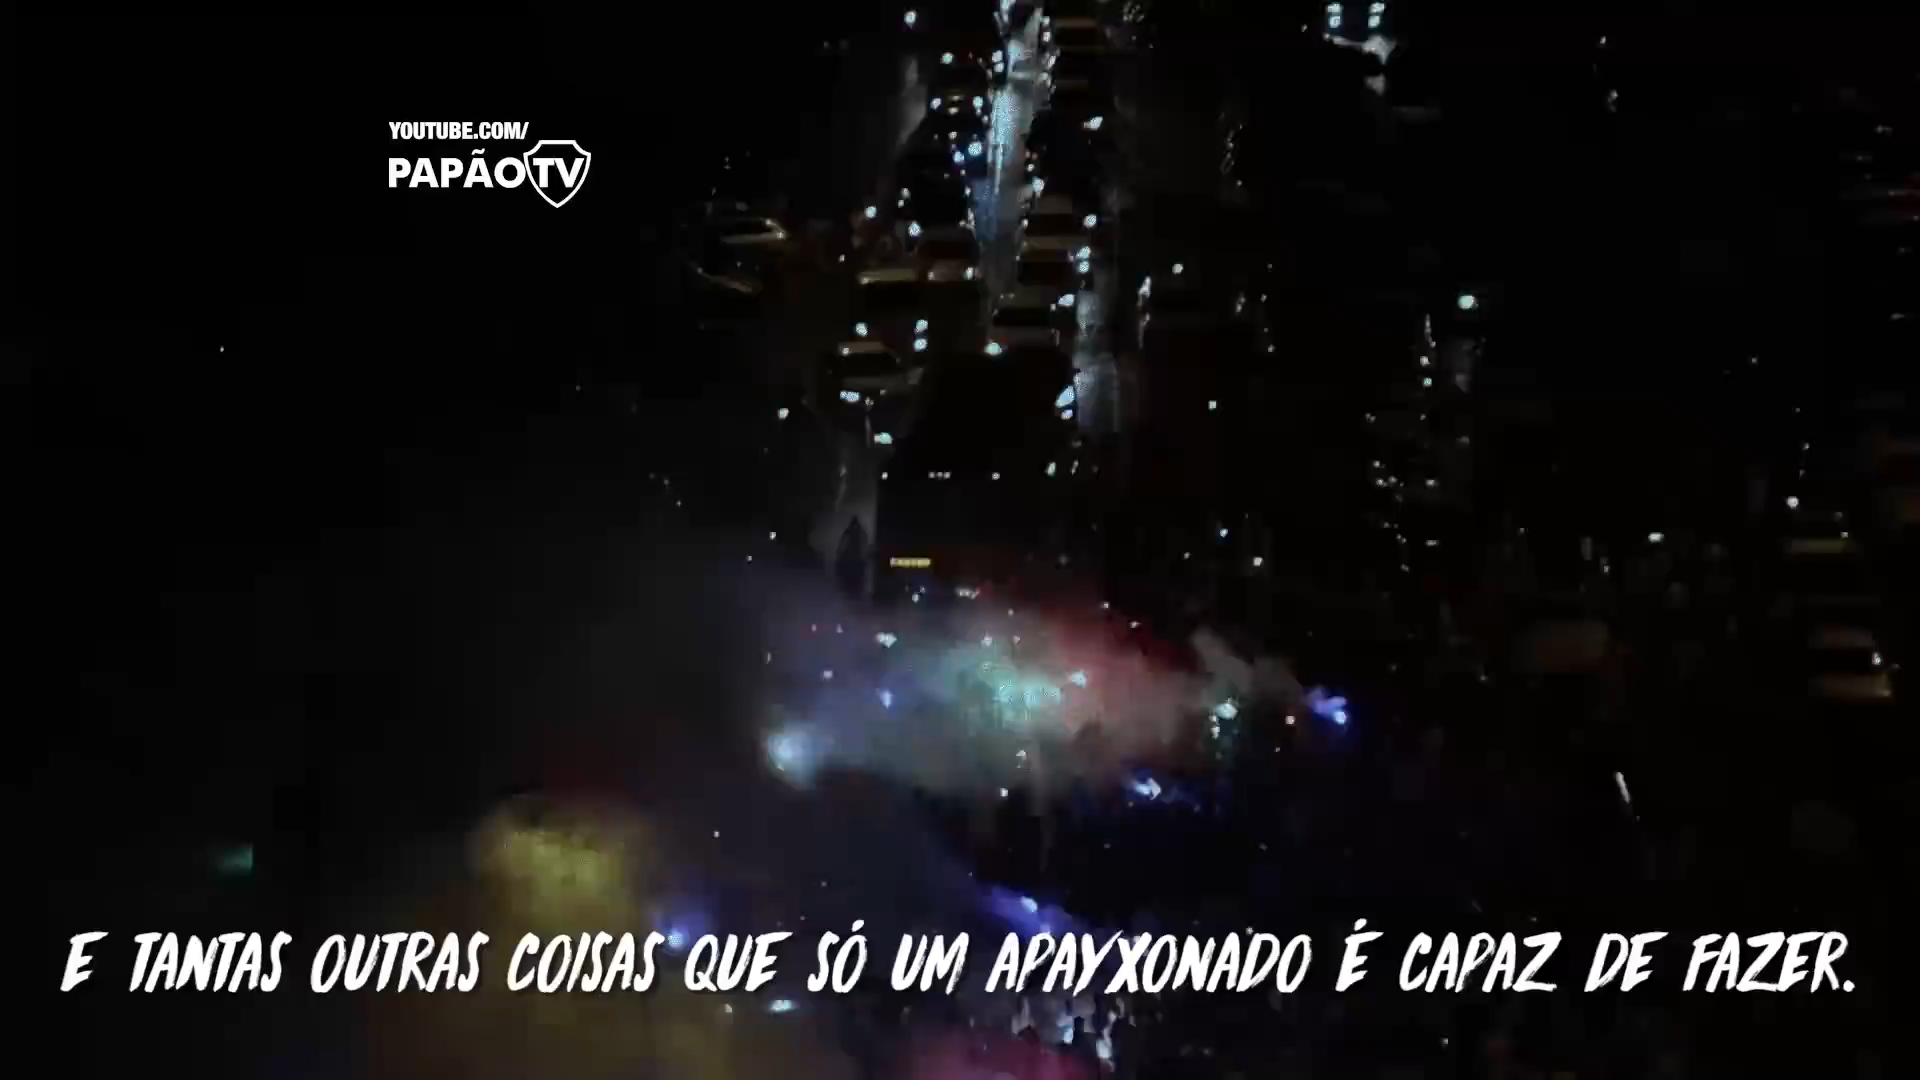 YOUTUBE.COM/
PAPÃOTV
E TANTAS OUTRAS COISAS QUE SÓ UM APAYXONADO É CAPAZ DE FAZER.